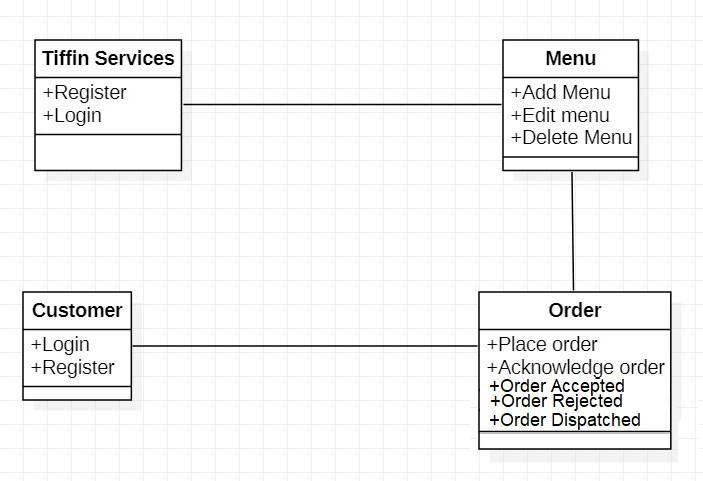 Tiffin Services
+Register
+Login
Menu
+Add Menu
+Edit menu
+Delete Menu
Customer
+Login
+Register
Order
+Place order
+Acknowledge order
+Order Accepted
+Order Rejected
+Order Dispatched